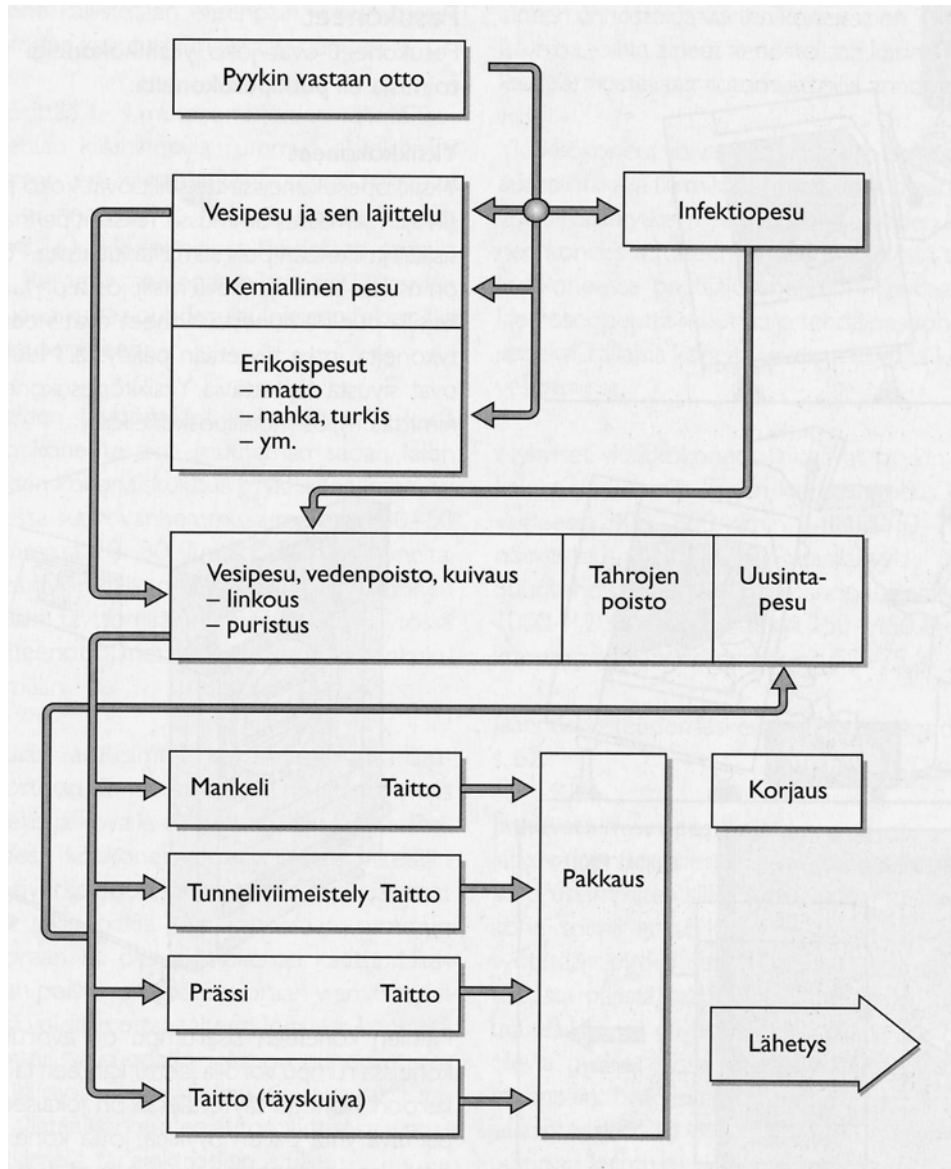 Pyykin vastaan otto
Vesipesu ja sen lajittelu
Infektiopesu
Kemiallinen pesu
Erikoispesut
– matto
– nahka, turkis
– ym.
Vesipesu, vedenpoisto, kuivaus
– linkous
– puristus
Tahrojen
poisto
Uusinta-
pesu
Mankeli
Taitto
Korjaus
Tunneliviimeistely
Taitto
Pakkaus
Prässi
Taitto
Lähetys
Taitto (täyskuiva)